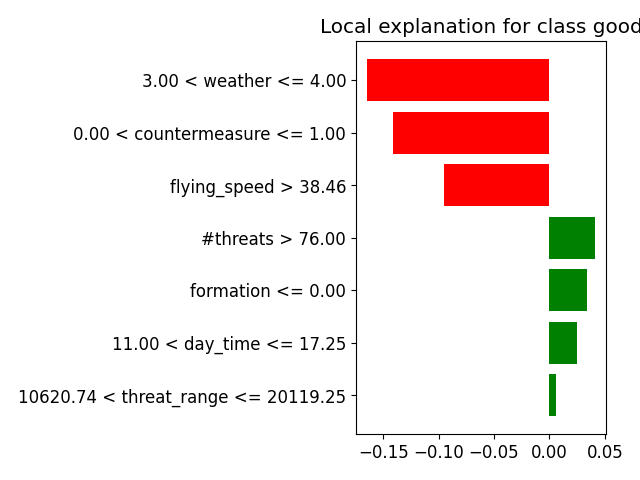 Local explanation for class good
3.00 < weather <= 4.00
0.00 < countermeasure <= 1.00
flying_speed > 38.46
#threats > 76.00
formation <= 0.00
11.00 < day_time <= 17.25
10620.74 < threat_range <= 20119.25
−0.15 −0.10 −0.05 0.00 0.05